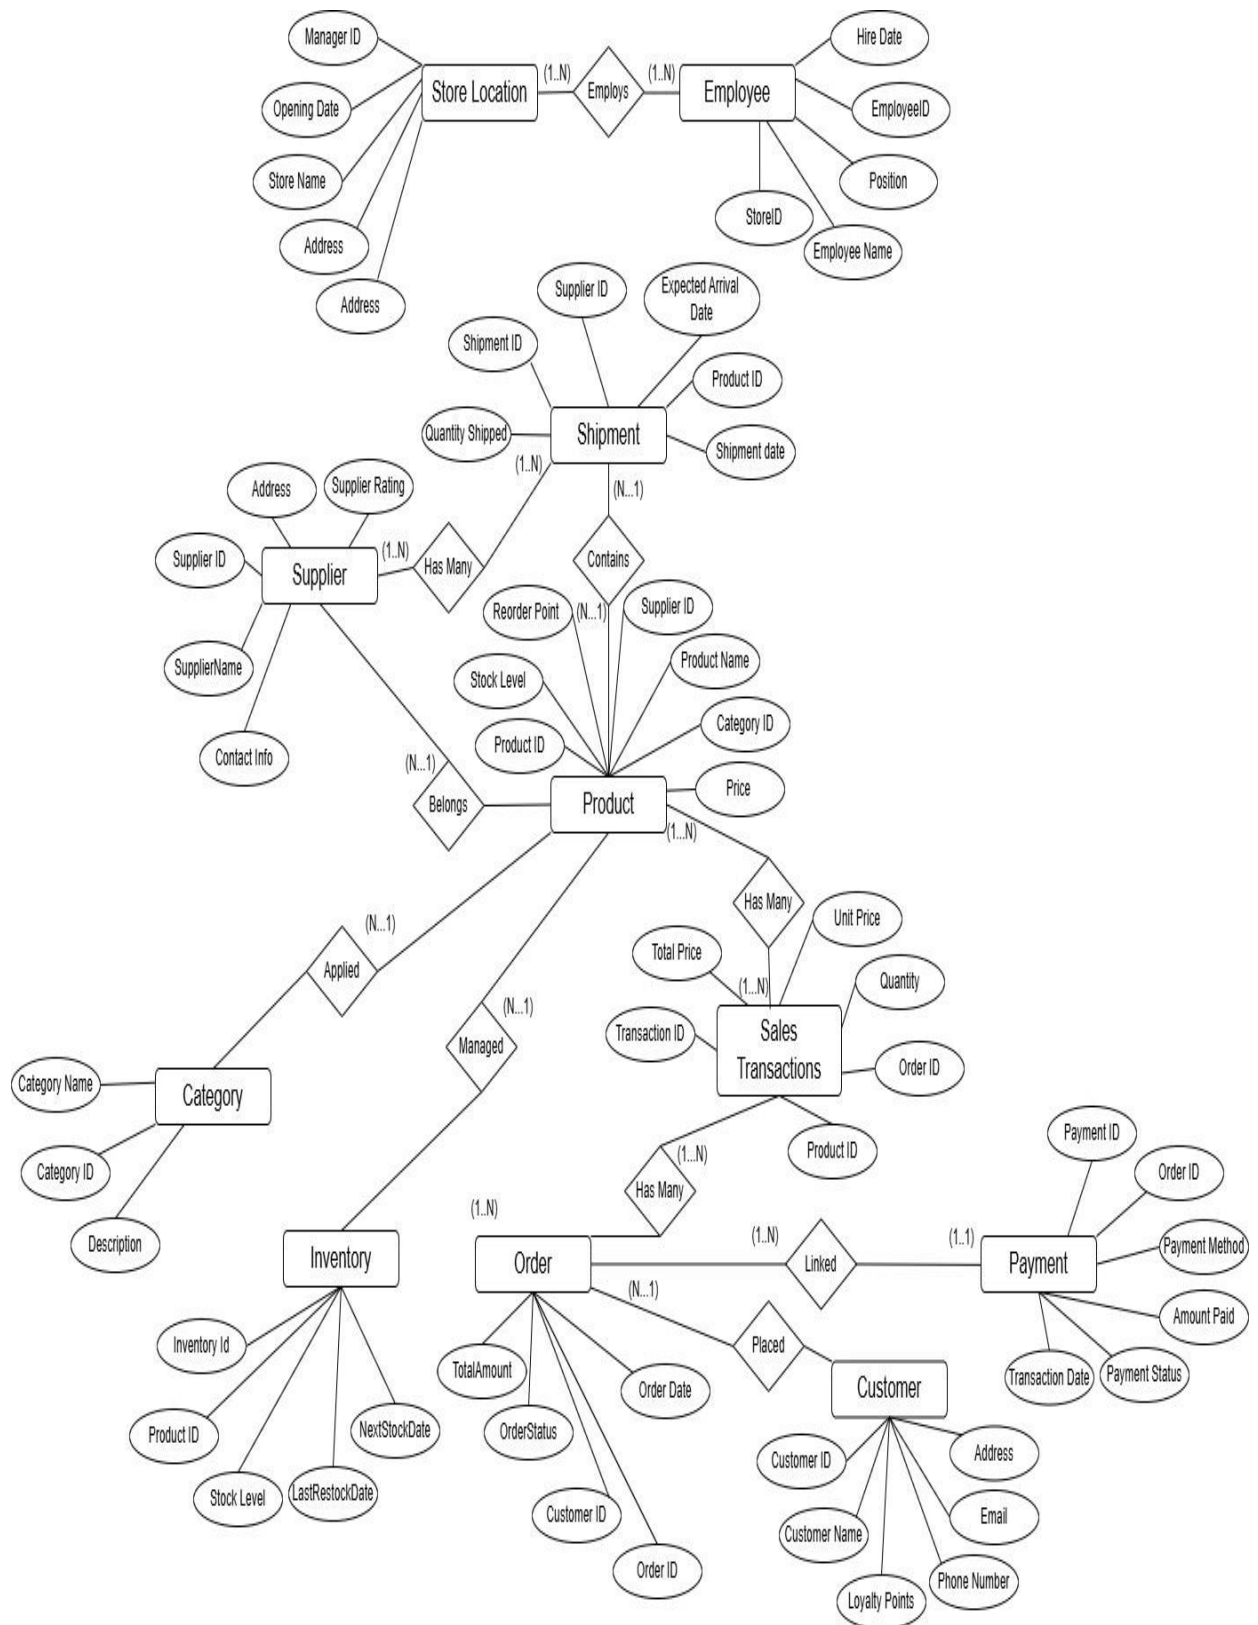 Manager ID
Hire Date
Store Location
(1..N)
Employs
(1..N)
Employee
Opening Date
EmployeeID
Store Name
Position
StoreID
Address
Employee Name
Address
Supplier ID
Expected Arrival
Date
Shipment ID
Product ID
Quantity Shipped
Shipment
Shipment date
(1..N)
(N...1)
Address
Supplier Rating
Supplier ID
Supplier
(1..N)
Has Many
Contains
Reorder Point
(N...1)
Supplier ID
SupplierName
Stock Level
Product Name
Category ID
Product ID
Contact Info
(N...1)
Belongs
Product
Price
(1...N)
Has Many
Unit Price
(N...1)
Applied
Total Price
Quantity
(1...N)
(N...1)
Managed
Transaction ID
Sales
Transactions
Order ID
Category Name
Category
Product ID
Payment ID
Category ID
(1...N)
Has Many
Order ID
Description
(1..N)
Inventory
Order
(1..N)
Linked
(1..1)
Payment
Payment Method
(N...1)
Amount Paid
Inventory Id
Placed
TotalAmount
Order Date
Customer
Transaction Date
Payment Status
Product ID
NextStockDate
OrderStatus
Address
Customer ID
Stock Level
LastRestockDate
Customer ID
Customer Name
Email
Order ID
Loyalty Points
Phone Number